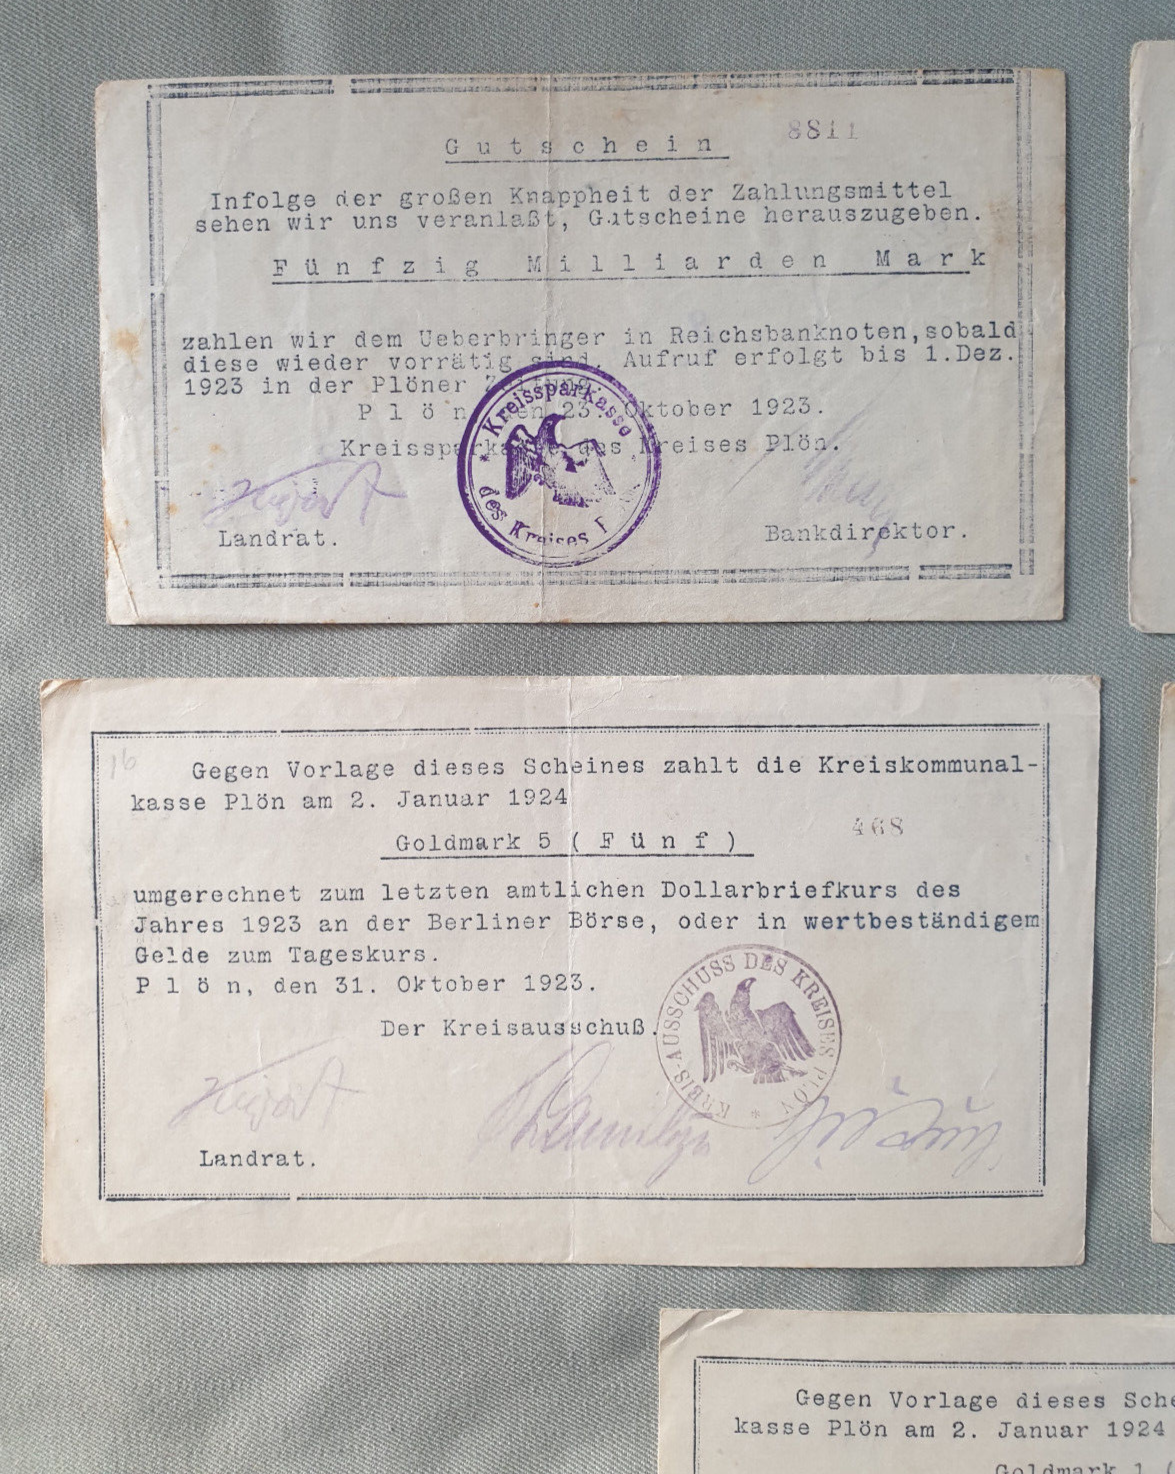 Gutschein 8811
Infolge der großen Knappheit der Zahlungsmittel
sehen wir uns veranlaßt, Gutscheine herauszugeben.
Fünfzig Milliarden Mark
zahlen wir dem Ueberbringer in Reichsbanknoten, sobald
diese wieder vorrätig sind. Aufruf erfolgt bis 1.Dez.
1923 in der Plöner Zeitung.
Plön, den 23. Oktober 1923.
Kreissparkasse des Kreises Plön.
Kreissparkasse
des Kreises
Landrat. Bankdirektor.
16
Gegen Vorlage dieses Scheines zahlt die Kreiskommunal-
kasse Plön am 2. Januar 1924
468
Goldmark 5 ( Fünf )
umgerechnet zum letzten amtlichen Dollarbriefkurs des
Jahres 1923 an der Berliner Börse, oder in wertbeständigem
Gelde zum Tageskurs.
Plön, den 31. Oktober 1923.
Der Kreisausschuß.
KREIS-AUSSCHUSS DES KREISES PLÖN *
Landrat.
Gegen Vorlage dieses Sche
kasse Plön am 2. Januar 1924
Goldmark 1 (